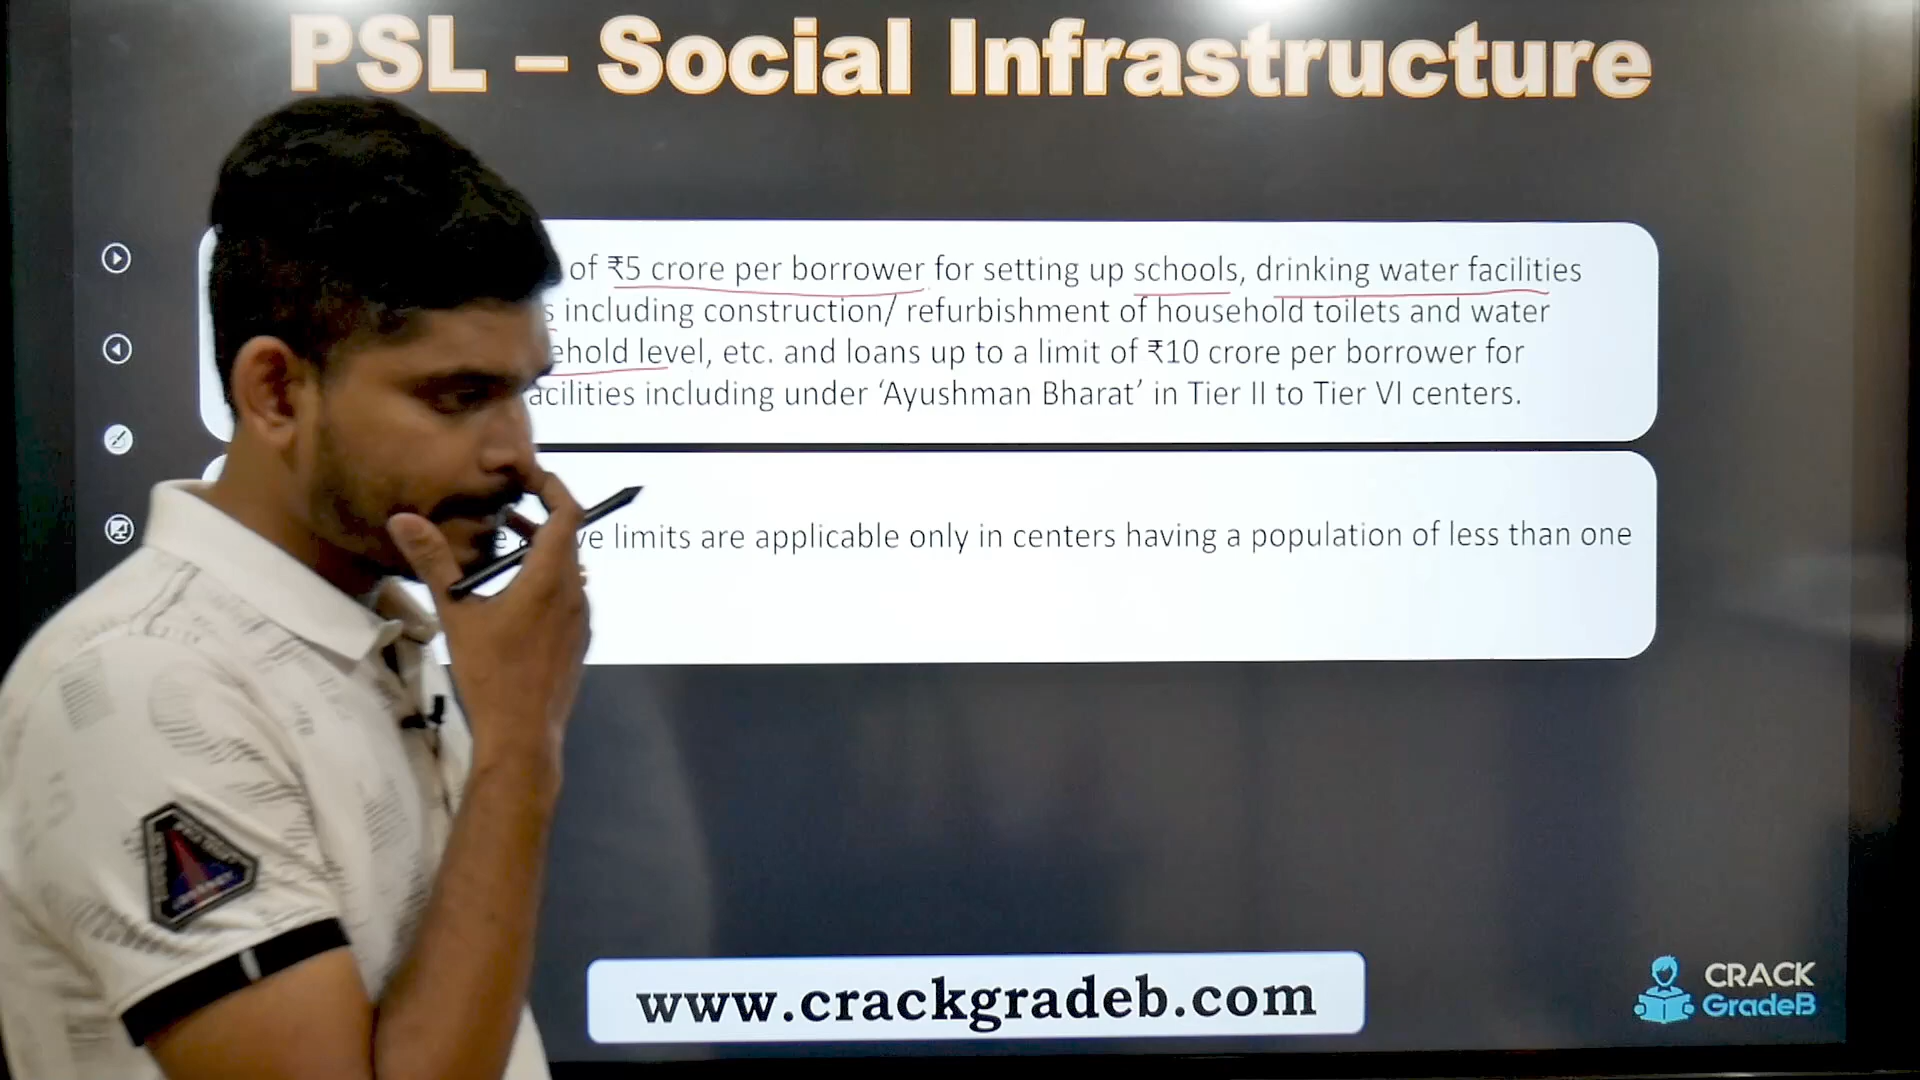 PSL – Social Infrastructure
of ₹5 crore per borrower for setting up schools, drinking water facilities
including construction/ refurbishment of household toilets and water
level, etc. and loans up to a limit of ₹10 crore per borrower for
including under ‘Ayushman Bharat’ in Tier II to Tier VI centers.
limits are applicable only in centers having a population of less than one
www.crackgradeb.com
CRACK
GradeB